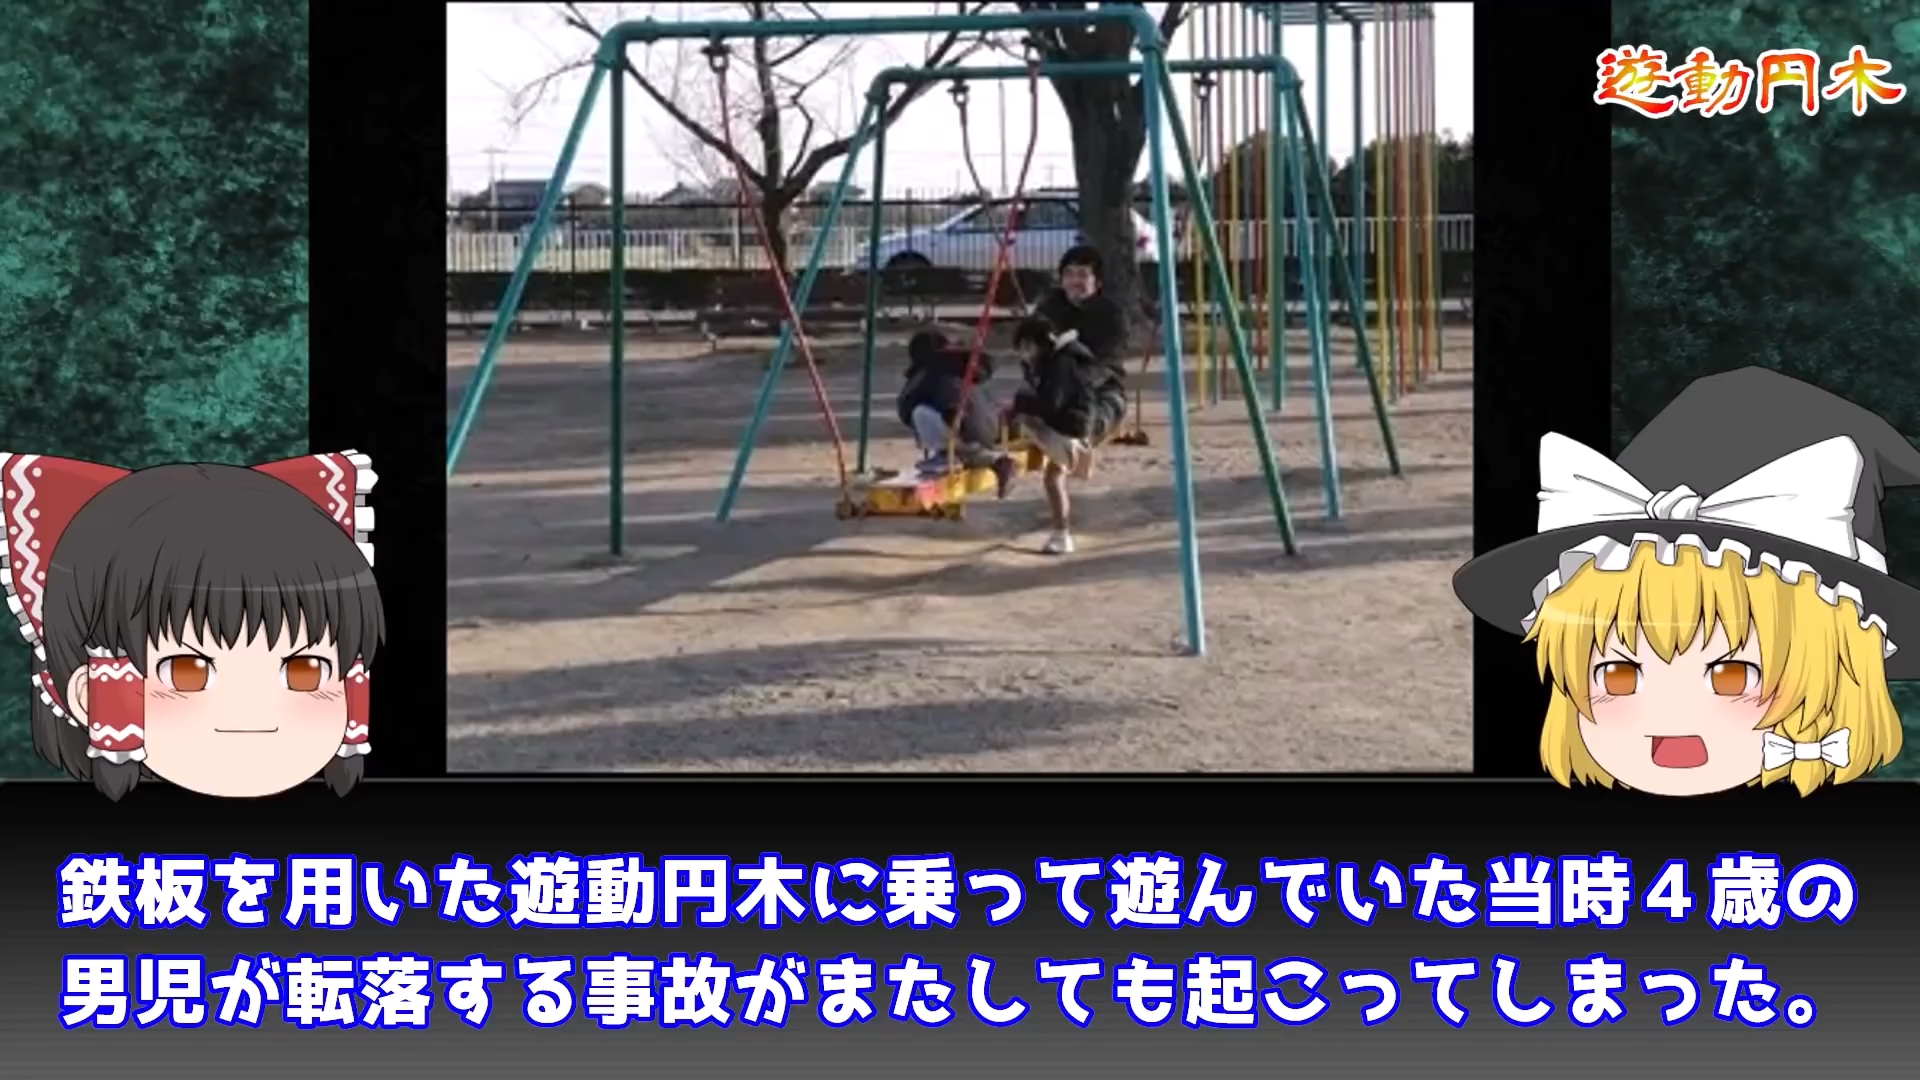 遊動円木
鉄板を用いた遊動円木に乗って遊んでいた当時４歳の
男児が転落する事故がまたしても起こってしまった。